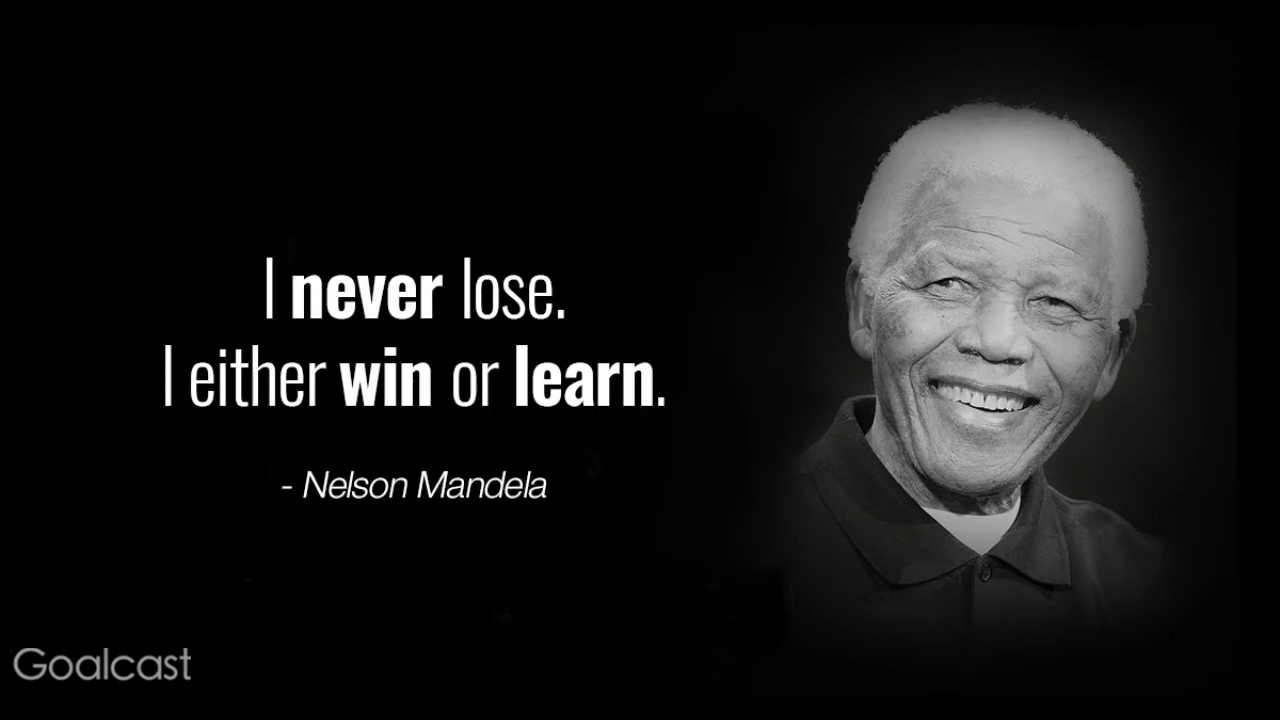 I never lose.
I either win or learn.
- Nelson Mandela
Goalcast